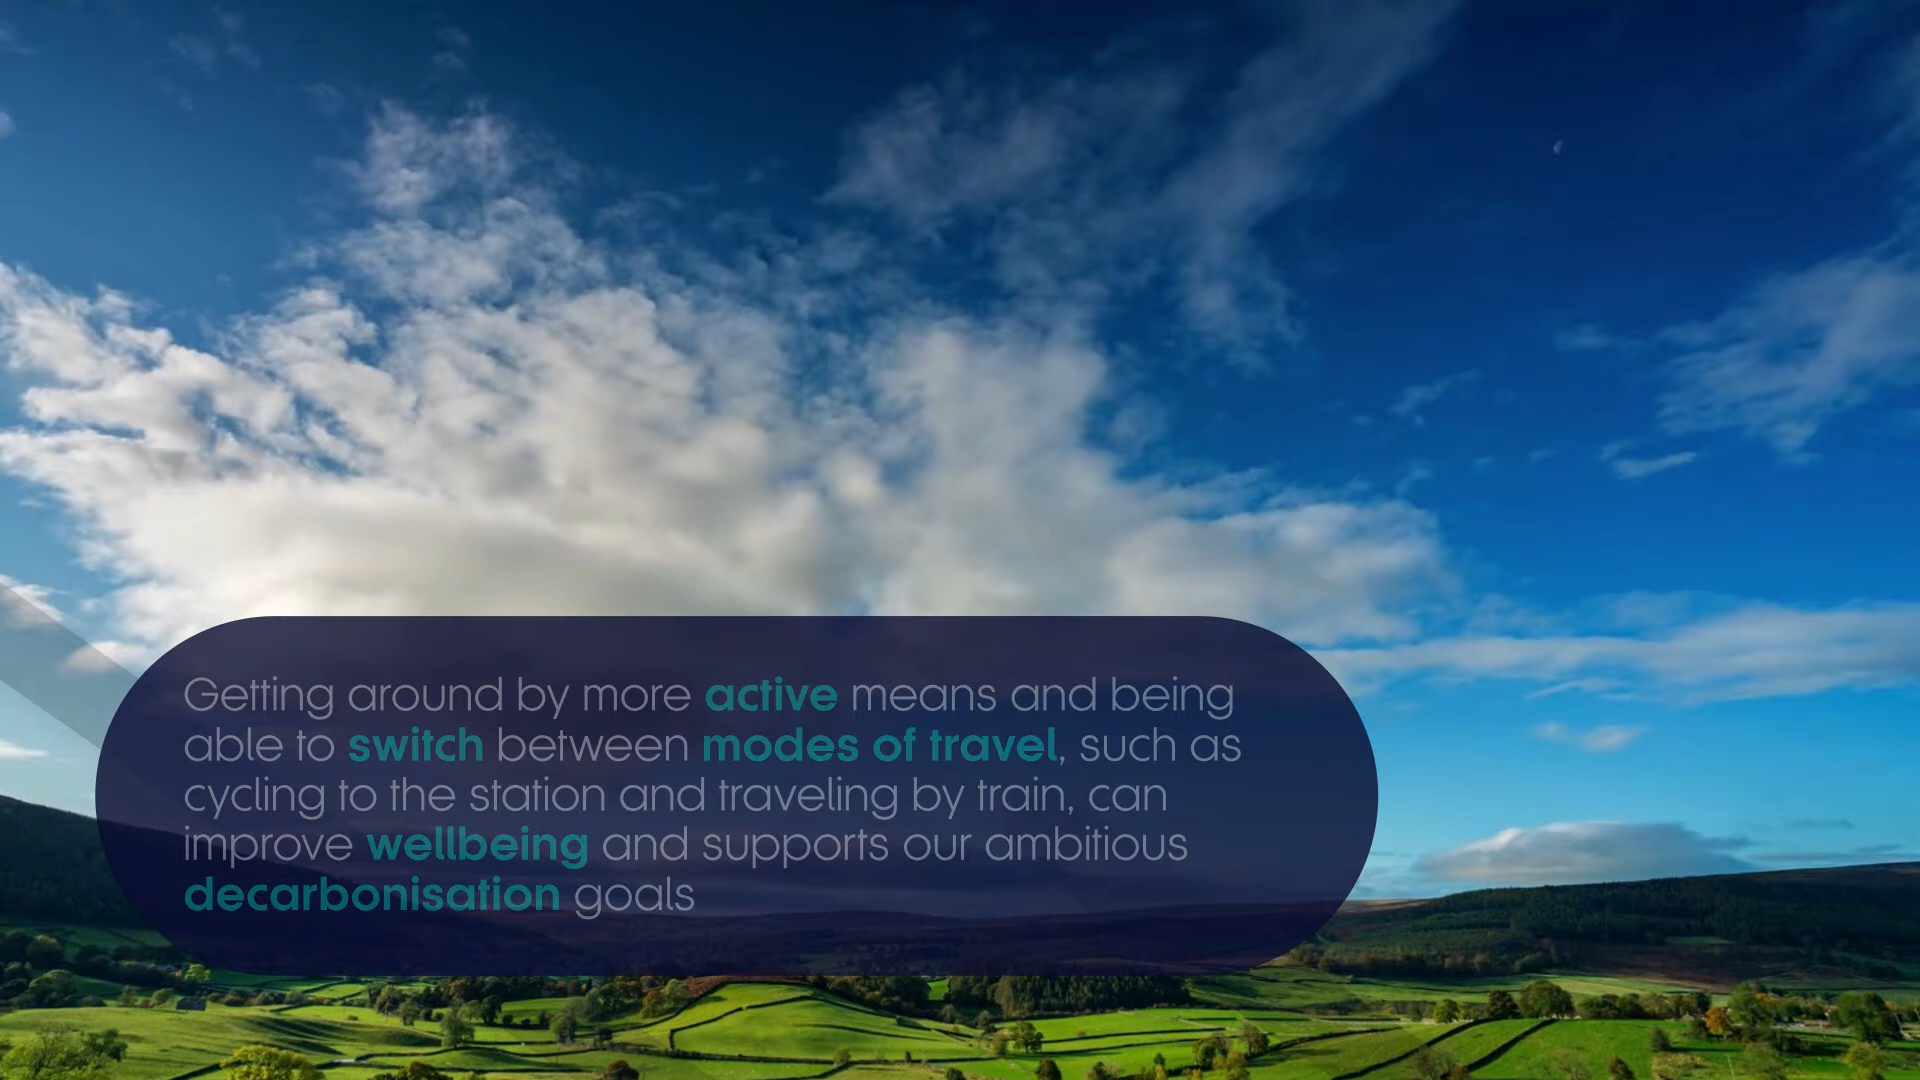 Getting around by more active means and being
able to switch between modes of travel, such as
cycling to the station and traveling by train, can
improve wellbeing and supports our ambitious
decarbonisation goals